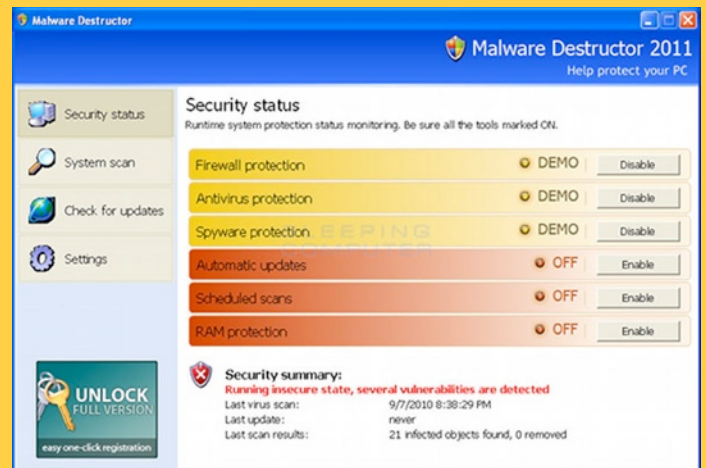 Malware Destructor
Malware Destructor 2011
Help protect your PC
Security status
System scan
Check for updates
Settings
UNLOCK
FULL VERSION
easy one-click registration
Security status
Runtime system protection status monitoring. Be sure all the tools marked ON.
Firewall protection DEMO Disable
Antivirus protection DEMO Disable
Spyware protection DEMO Disable
BLEEPING
COMPUTER
Automatic updates OFF Enable
Scheduled scans OFF Enable
RAM protection OFF Enable
Security summary:
Running insecure state, several vulnerabilities are detected
Last virus scan: 9/7/2010 8:38:29 PM
Last update: never
Last scan results: 21 infected objects found, 0 removed